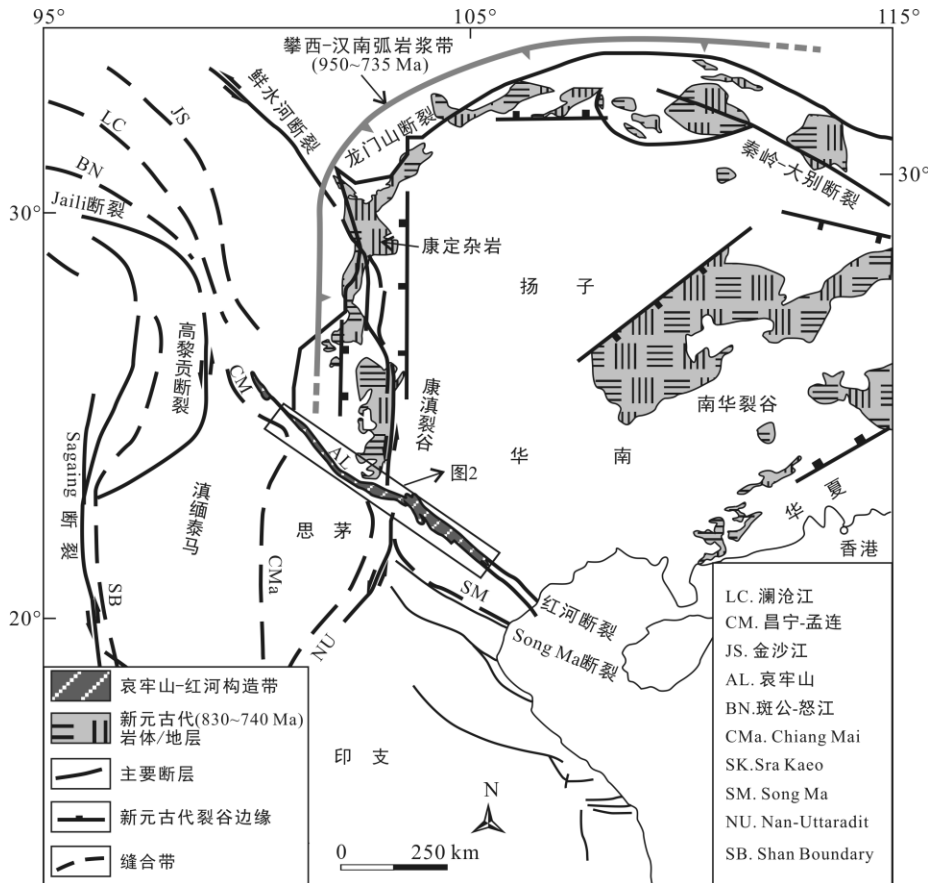 95°
105°
115°
攀西-汉南弧岩浆带
(950~735 Ma)
鲜水河断裂
JS
LC
龙门山断裂
BN
秦岭-大别断裂
30°
Jaili断裂
30°
康定杂岩
扬 子
高黎贡断裂
CM
康滇裂谷
南华裂谷
AL
图2
华 南
Sagaing 断裂
滇缅泰马
思 茅
华 夏
香港
CMa
SM
20°
SB
NU
红河断裂
Song Ma断裂
印 支
N
0 250 km
哀牢山-红河构造带
新元古代(830~740 Ma)
岩体/地层
主要断层
新元古代裂谷边缘
缝合带
LC. 澜沧江
CM. 昌宁-孟连
JS. 金沙江
AL. 哀牢山
BN.斑公-怒江
CMa. Chiang Mai
SK.Sra Kaeo
SM. Song Ma
NU. Nan-Uttaradit
SB. Shan Boundary